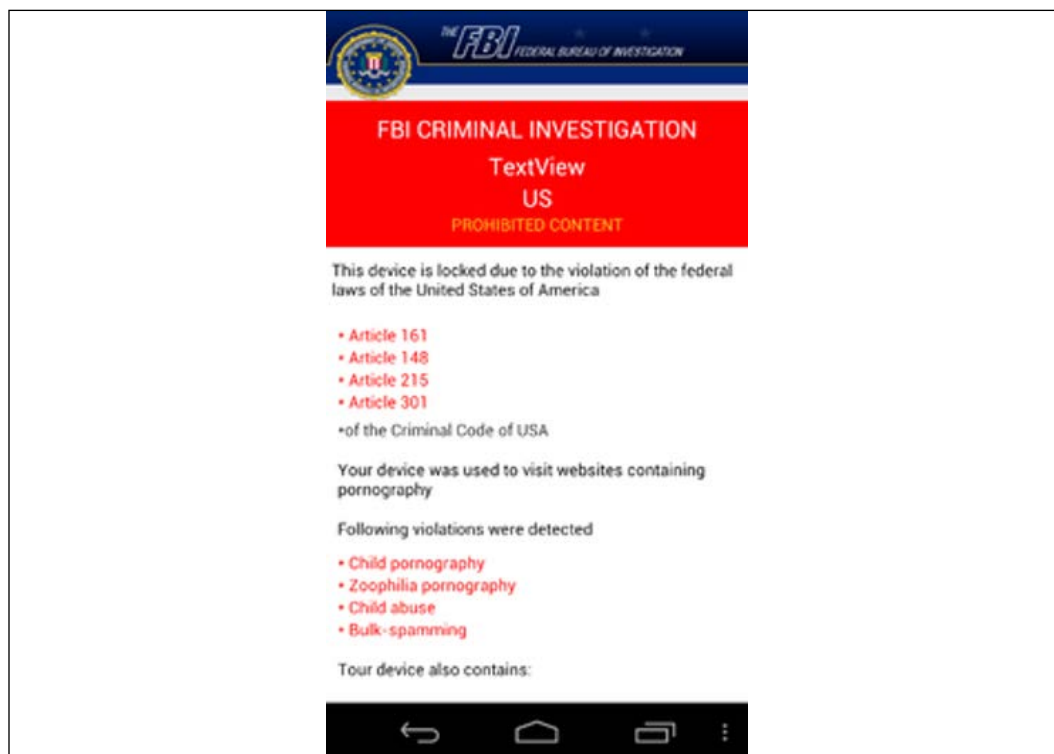 THE FBI FEDERAL BUREAU OF INVESTIGATION
FBI CRIMINAL INVESTIGATION
TextView
US
PROHIBITED CONTENT
This device is locked due to the violation of the federal
laws of the United States of America
• Article 161
• Article 148
• Article 215
• Article 301
•of the Criminal Code of USA
Your device was used to visit websites containing
pornography
Following violations were detected
• Child pornography
• Zoophilia pornography
• Child abuse
• Bulk-spamming
Tour device also contains: